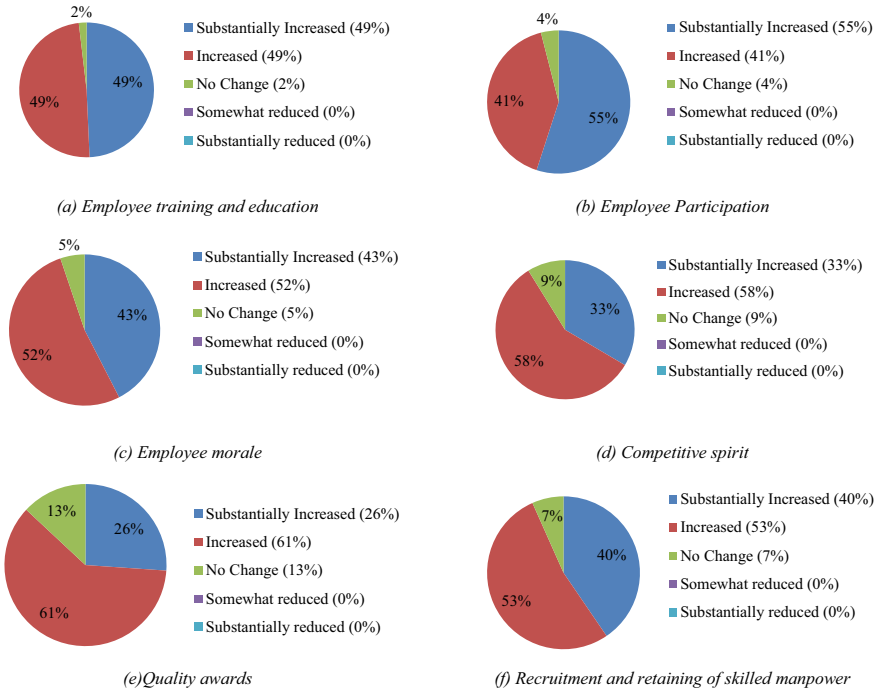 2%
49%
49%
Substantially Increased (49%)
Increased (49%)
No Change (2%)
Somewhat reduced (0%)
Substantially reduced (0%)
(a) Employee training and education
4%
41%
55%
Substantially Increased (55%)
Increased (41%)
No Change (4%)
Somewhat reduced (0%)
Substantially reduced (0%)
(b) Employee Participation
5%
43%
52%
Substantially Increased (43%)
Increased (52%)
No Change (5%)
Somewhat reduced (0%)
Substantially reduced (0%)
(c) Employee morale
9%
33%
58%
Substantially Increased (33%)
Increased (58%)
No Change (9%)
Somewhat reduced (0%)
Substantially reduced (0%)
(d) Competitive spirit
13%
26%
61%
Substantially Increased (26%)
Increased (61%)
No Change (13%)
Somewhat reduced (0%)
Substantially reduced (0%)
(e)Quality awards
7%
40%
53%
Substantially Increased (40%)
Increased (53%)
No Change (7%)
Somewhat reduced (0%)
Substantially reduced (0%)
(f) Recruitment and retaining of skilled manpower